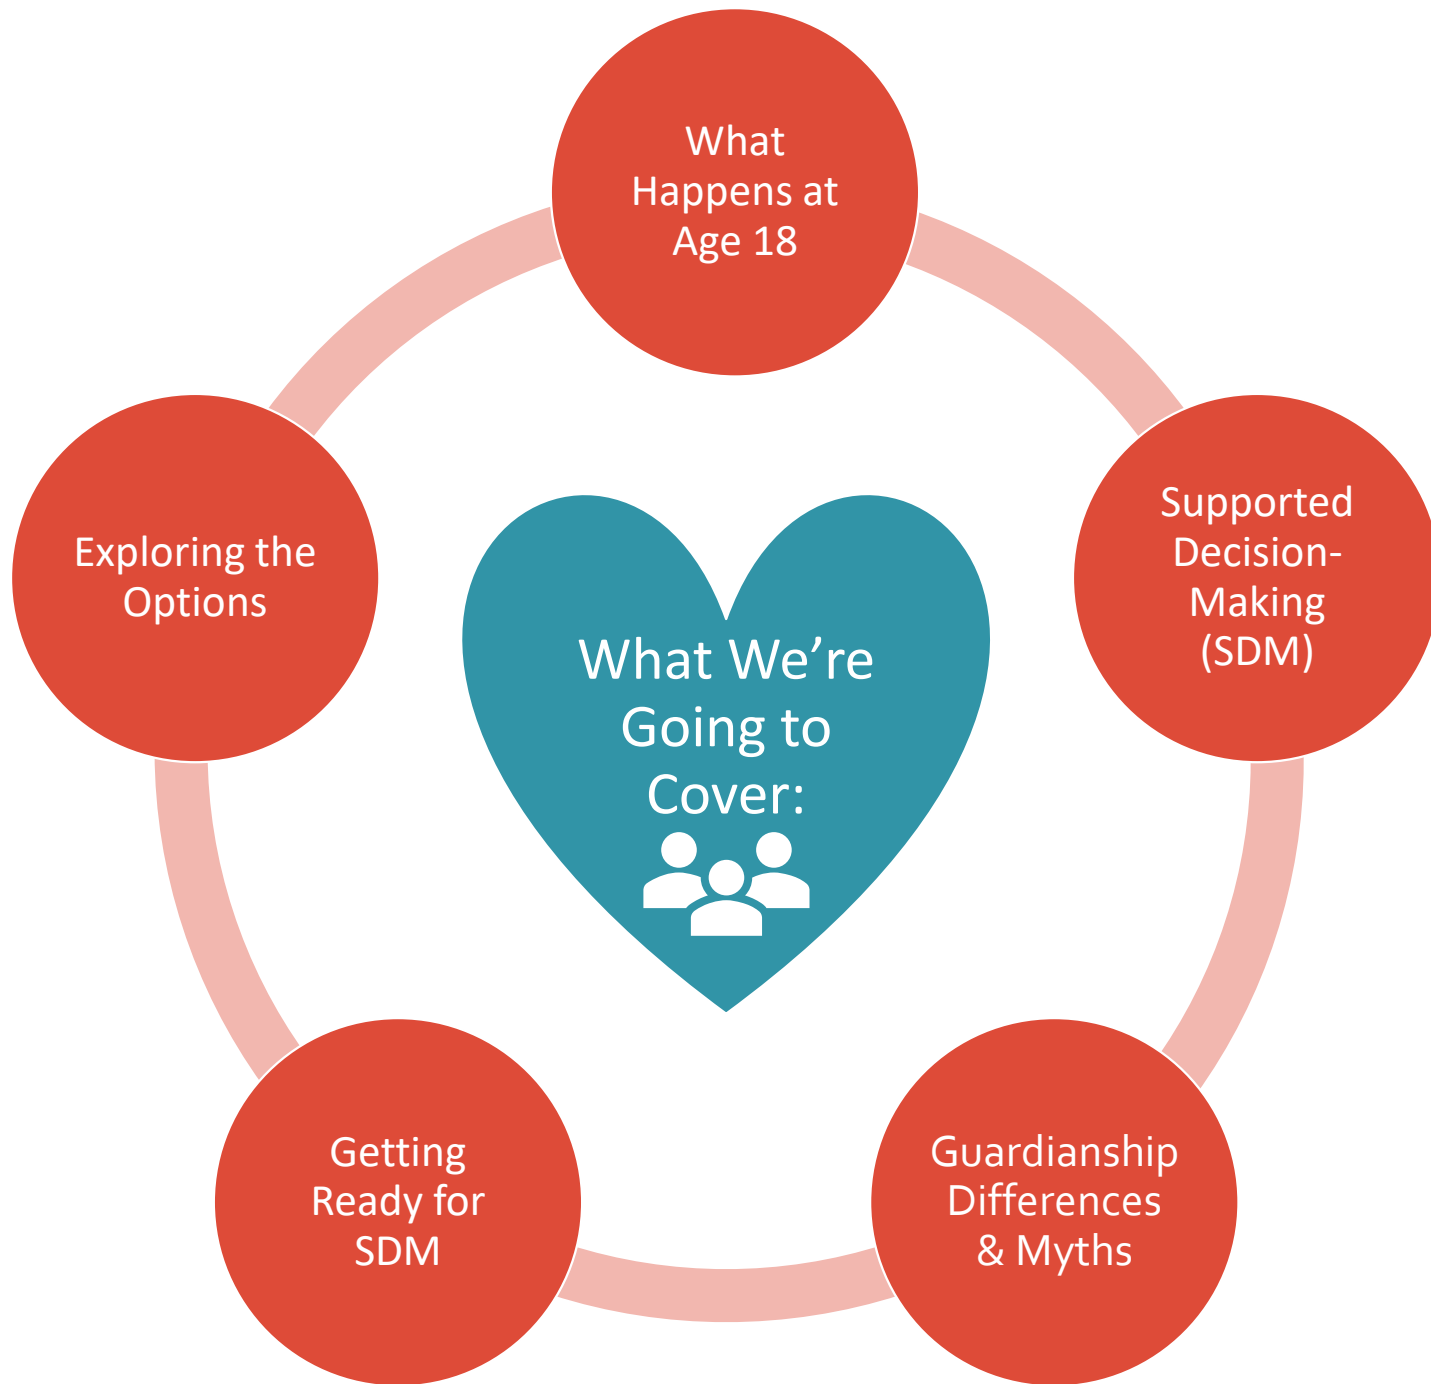 What
Happens at
Age 18
Supported
Decision-
Making
(SDM)
Guardianship
Differences
& Myths
Getting
Ready for
SDM
Exploring the
Options
What We’re
Going to
Cover: